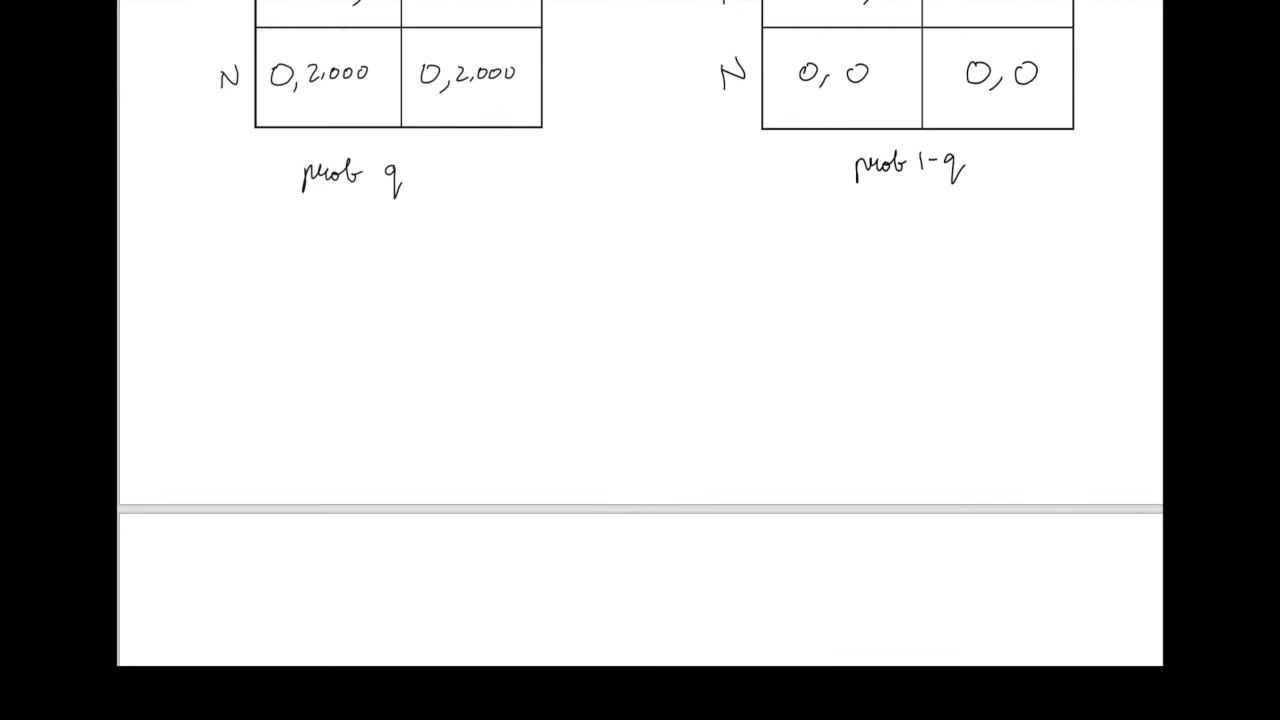 N 0, 2.000 0, 2.000 N 0, 0 0, 0
prob q prob 1-q